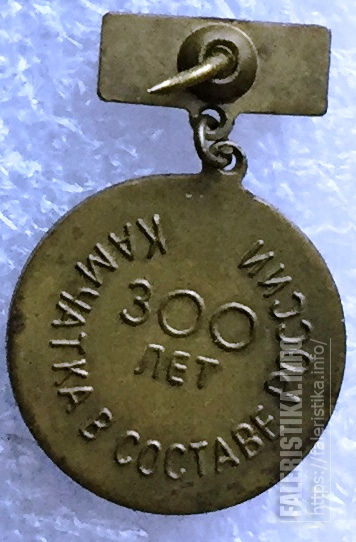 КАМЧАТКА В СОСТАВЕ РОССИИ
300
ЛЕТ
FALERISTIKA.INFO
https://faleristika.info/